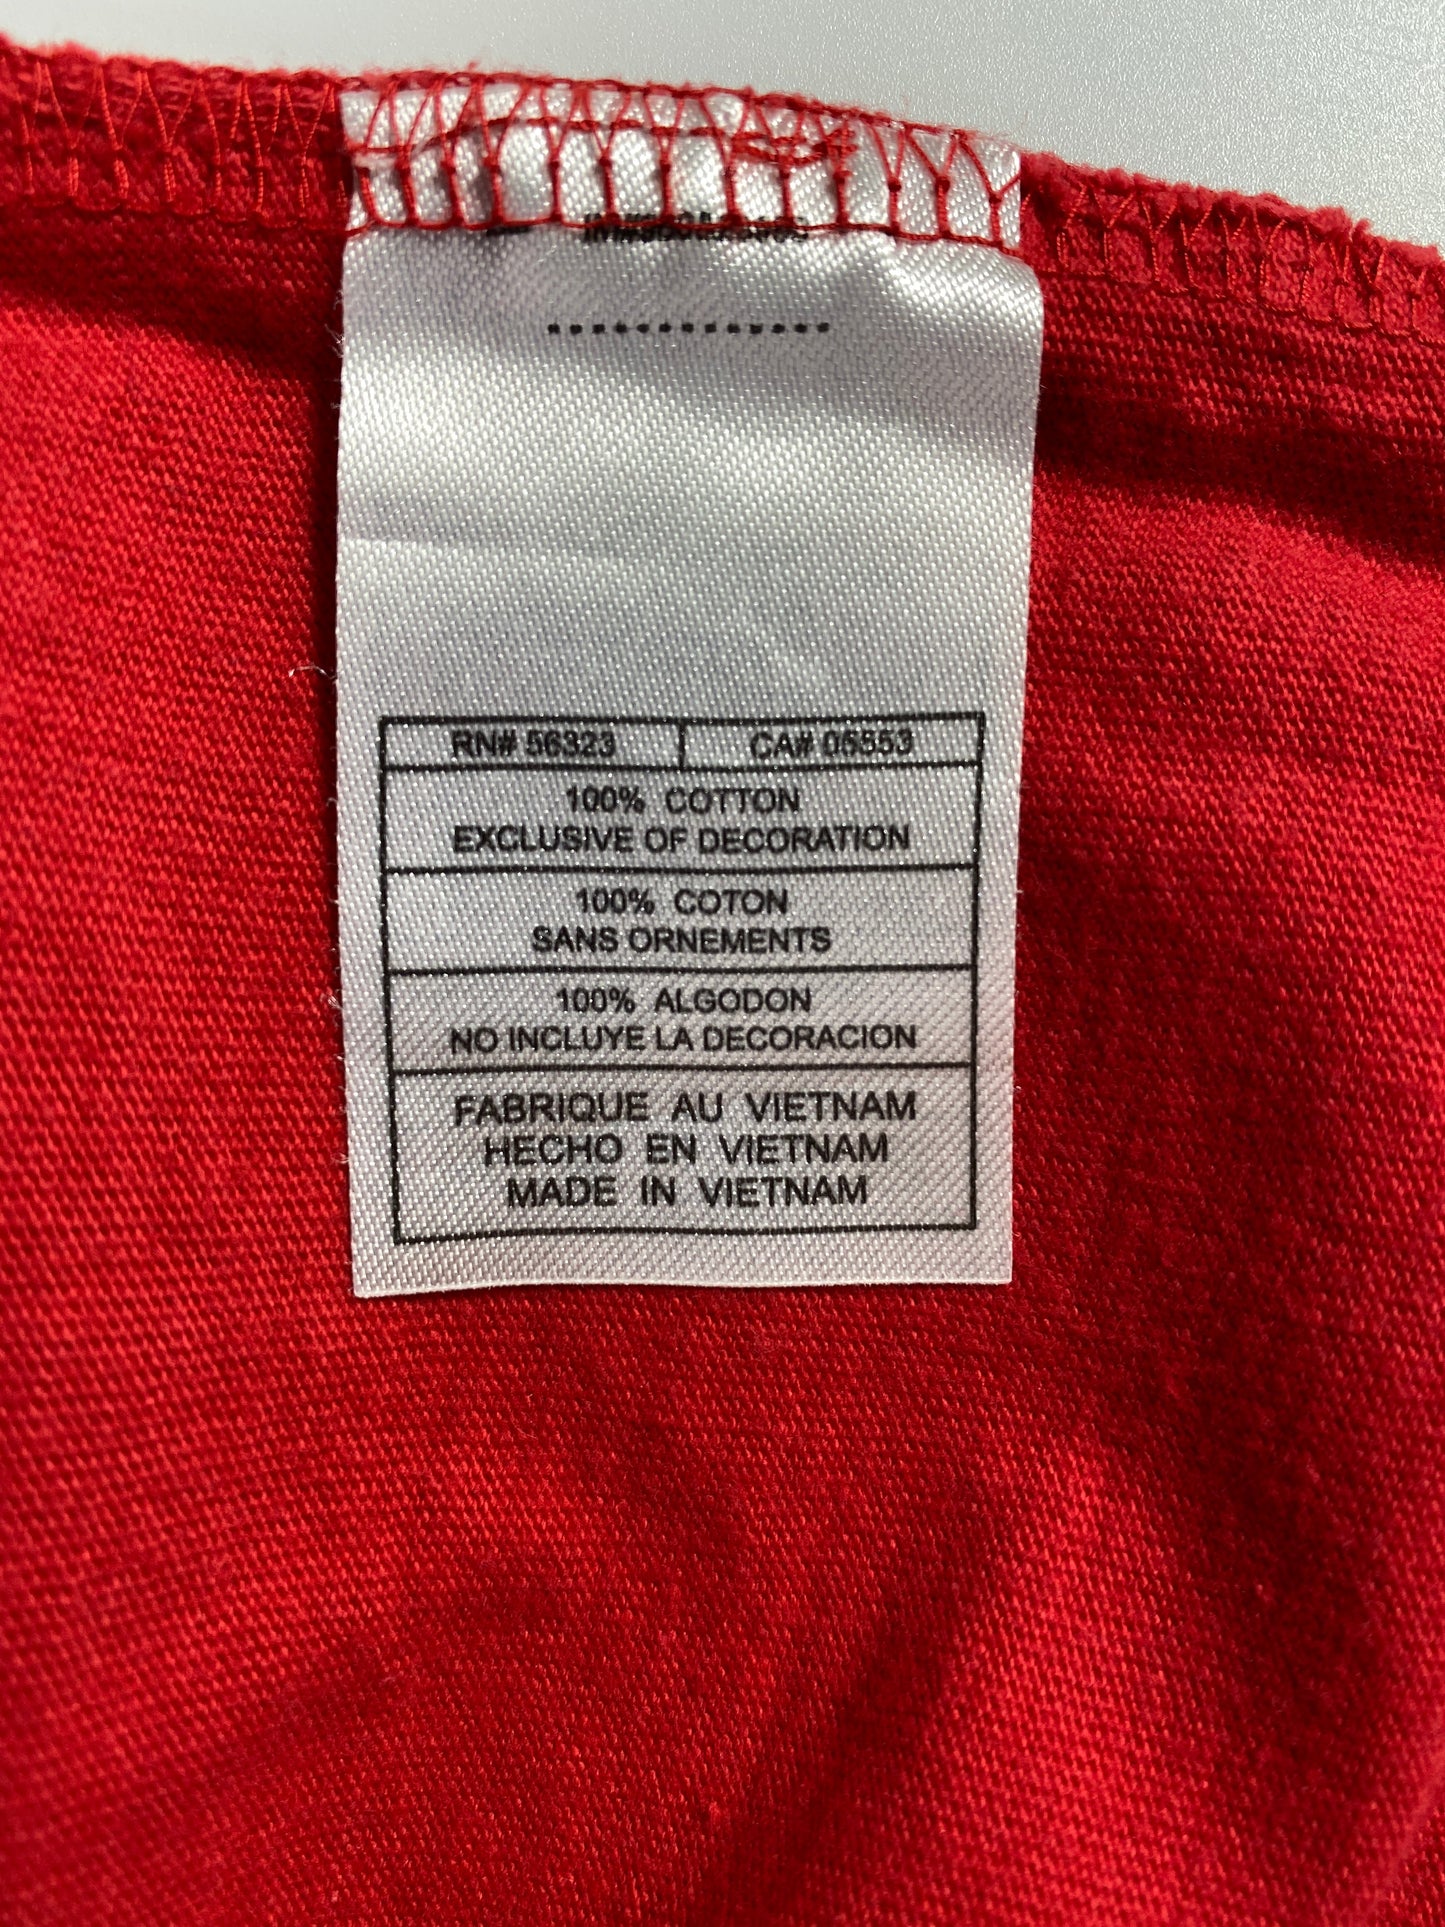 RN# 56323 CA# 05553
100% COTTON
EXCLUSIVE OF DECORATION
100% COTON
SANS ORNEMENTS
100% ALGODON
NO INCLUYE LA DECORACION
FABRIQUE AU VIETNAM
HECHO EN VIETNAM
MADE IN VIETNAM